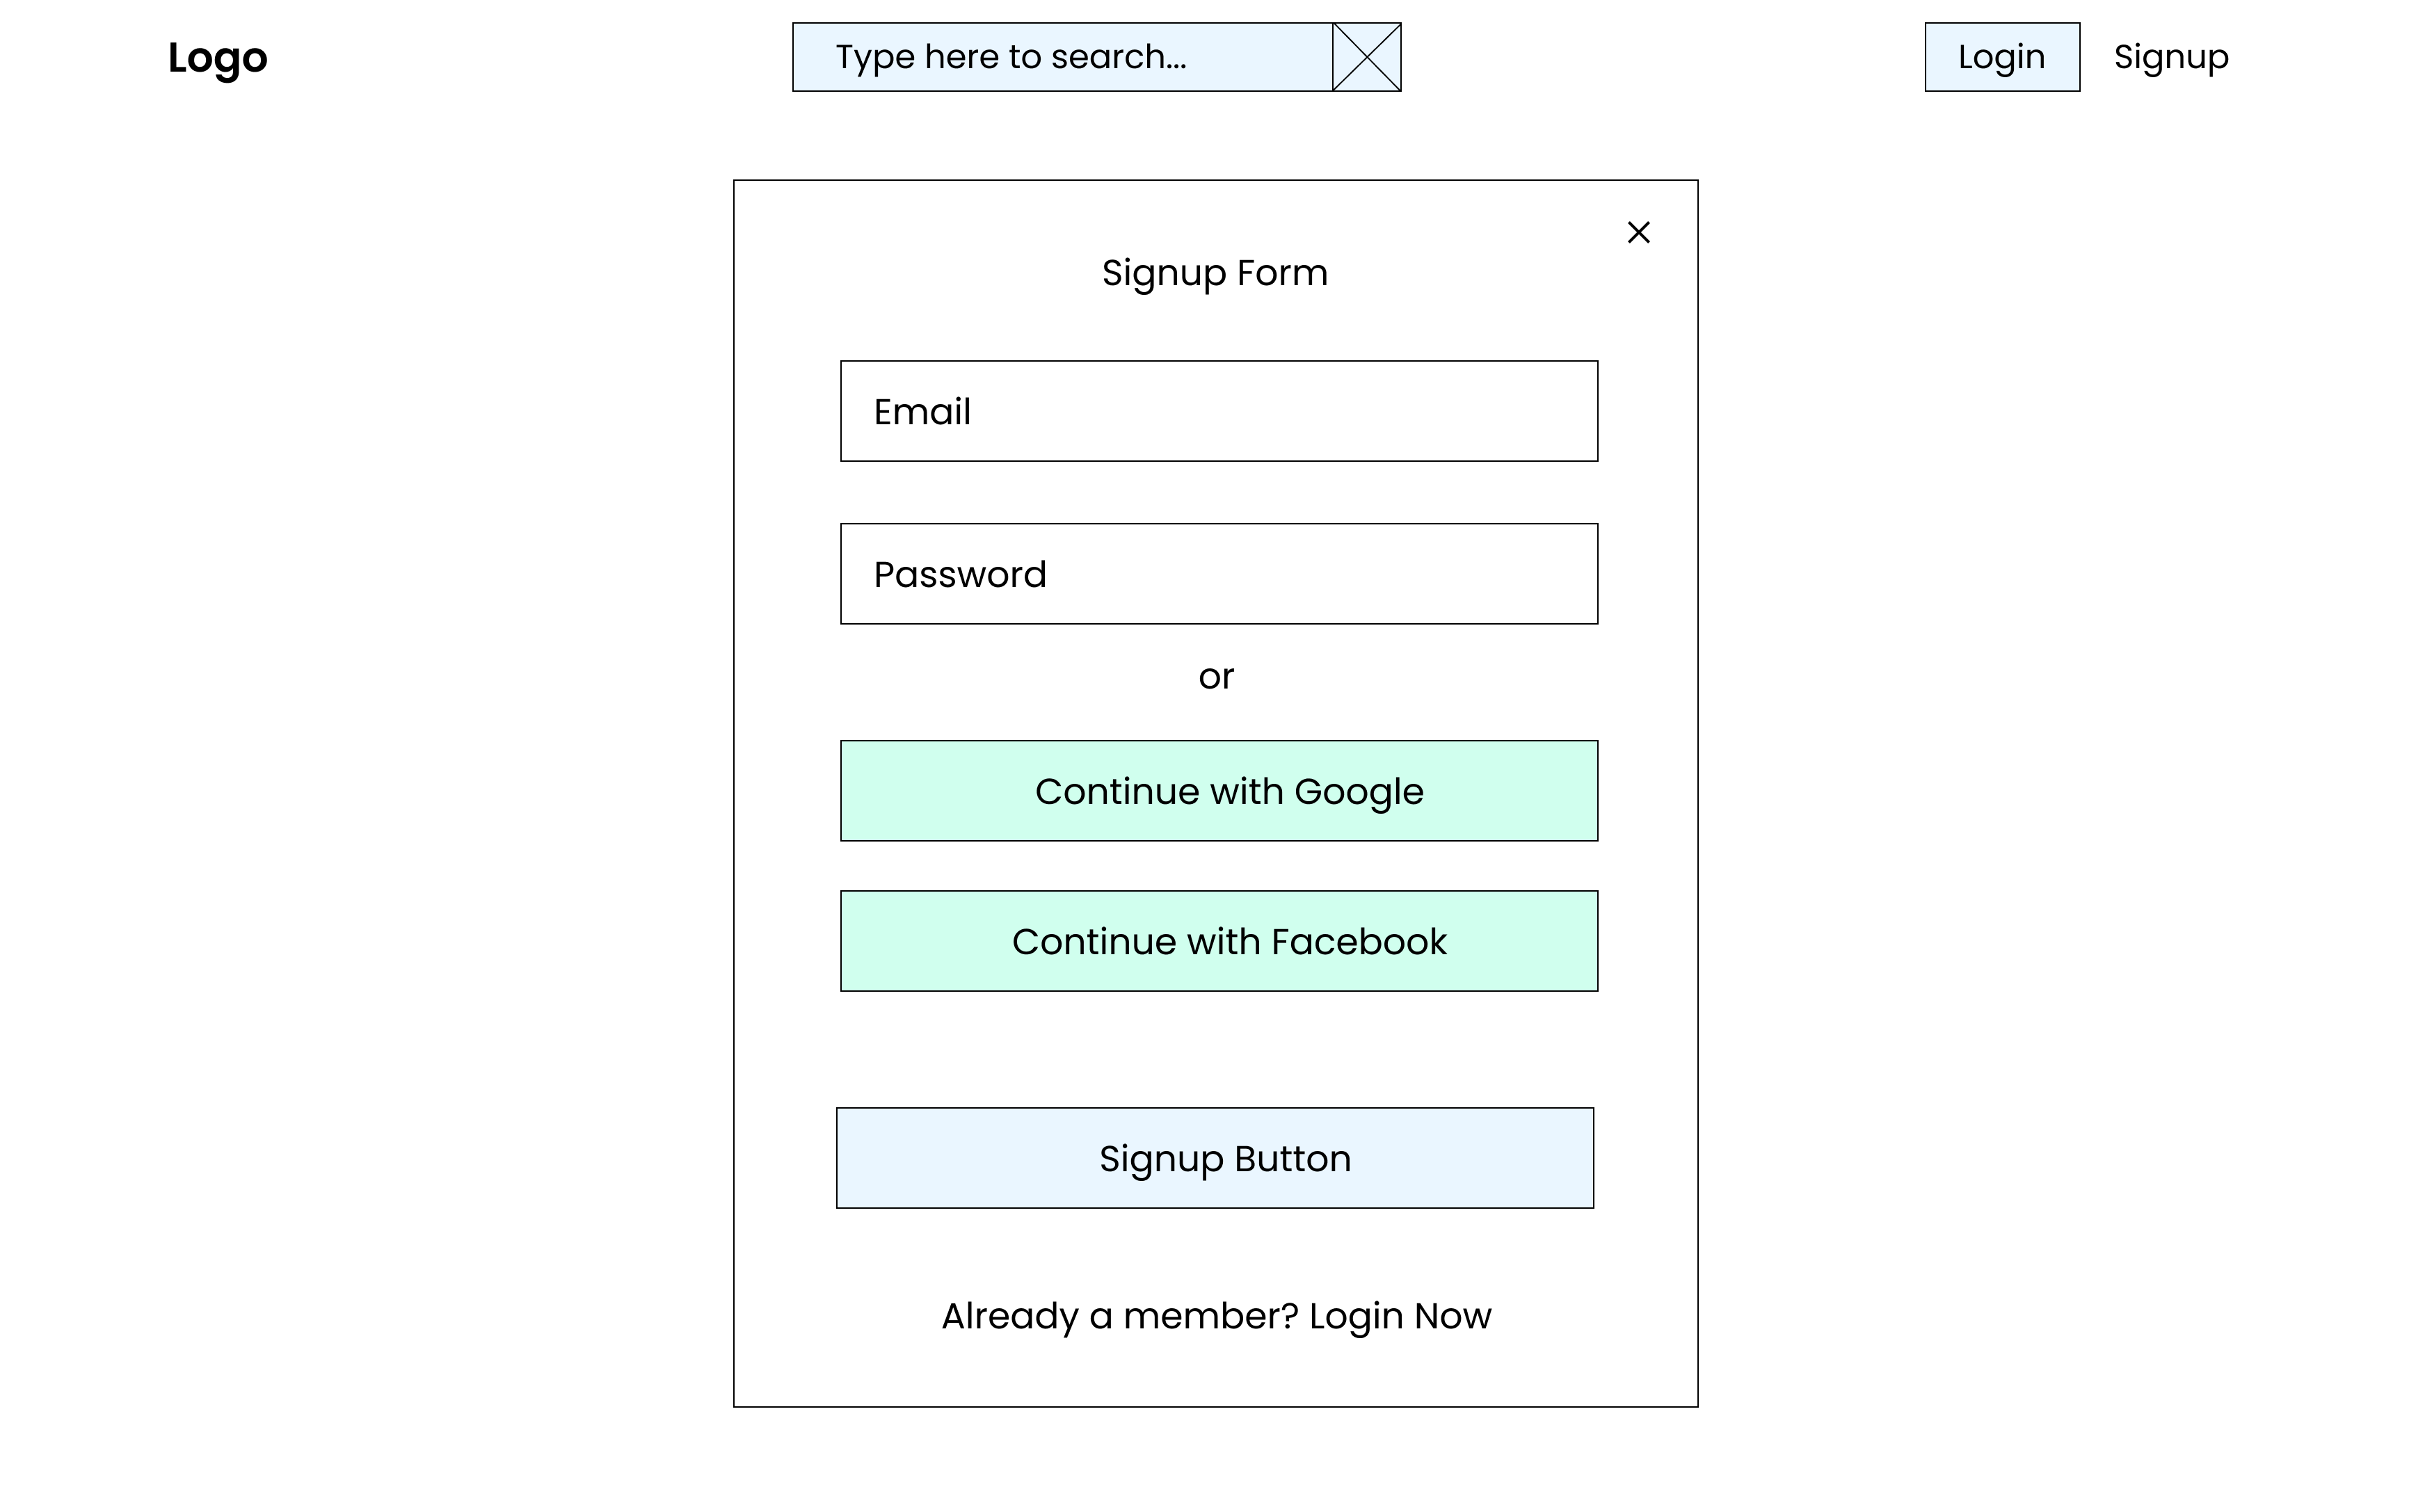 Logo
Type here to search...
Login
Signup
Signup Form
Email
Password
or
Continue with Google
Continue with Facebook
Signup Button
Already a member? Login Now